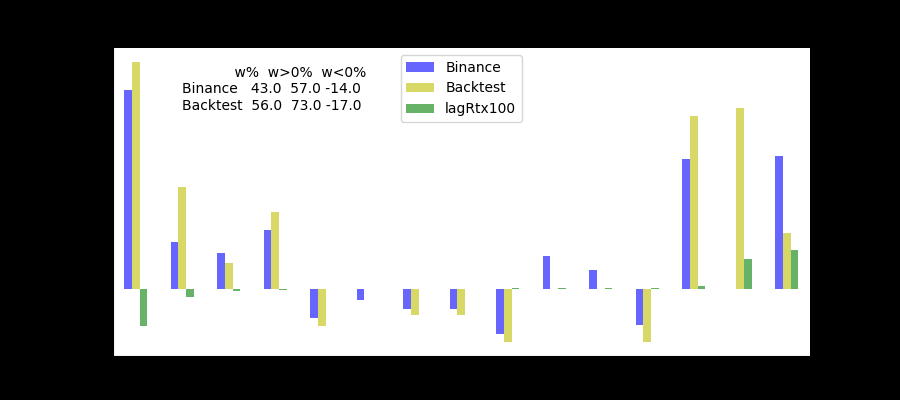 w% w>0% w<0%
Binance 43.0 57.0 -14.0
Backtest 56.0 73.0 -17.0
Binance
Backtest
lagRtx100